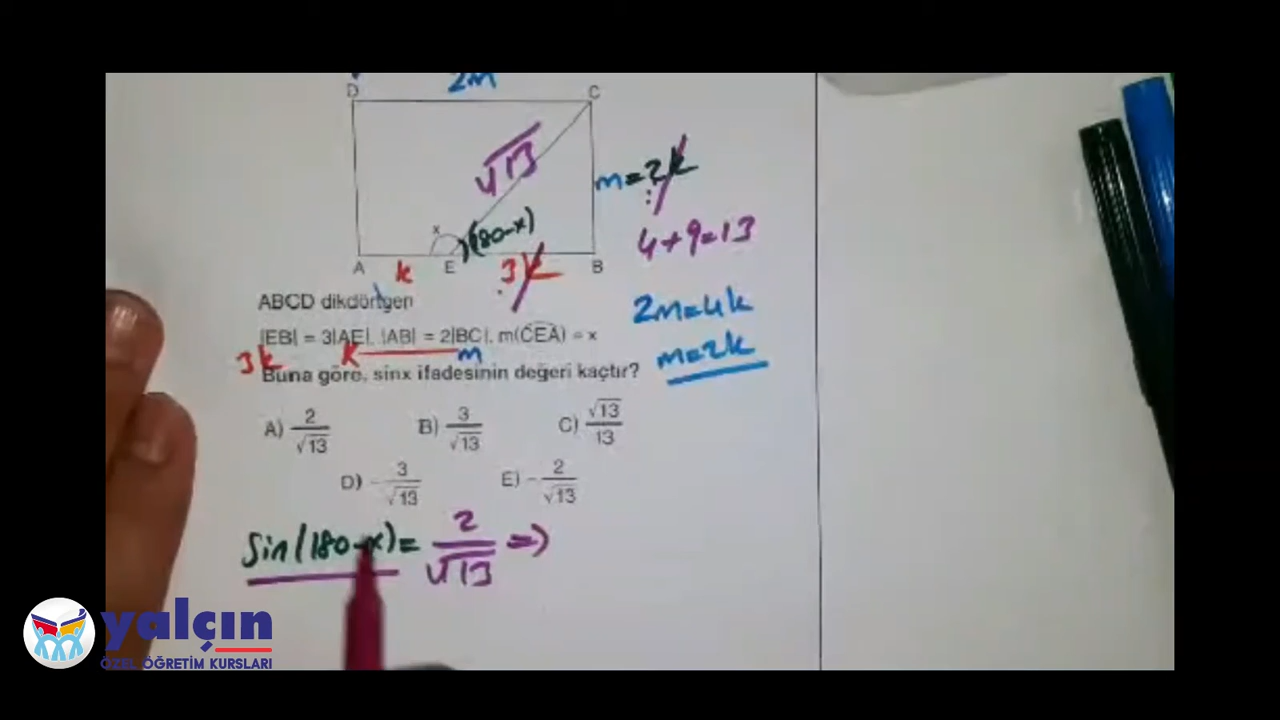 2m
D C
√13
m=2k
x (180-x)
4+9=13
A k E 3k B
ABCD dikdörtgen
2m=4k
|EB| = 3|AE|, |AB| = 2|BC|, m(CEA) = x
3k k m
m=2k
Buna göre, sinx ifadesinin değeri kaçtır?
A) 2/√13 B) 3/√13 C) √13/13
D) -3/√13 E) -2/√13
Sin(180-x) = 2/√13 =>
yalçın
ÖZEL ÖĞRETİM KURSLARI